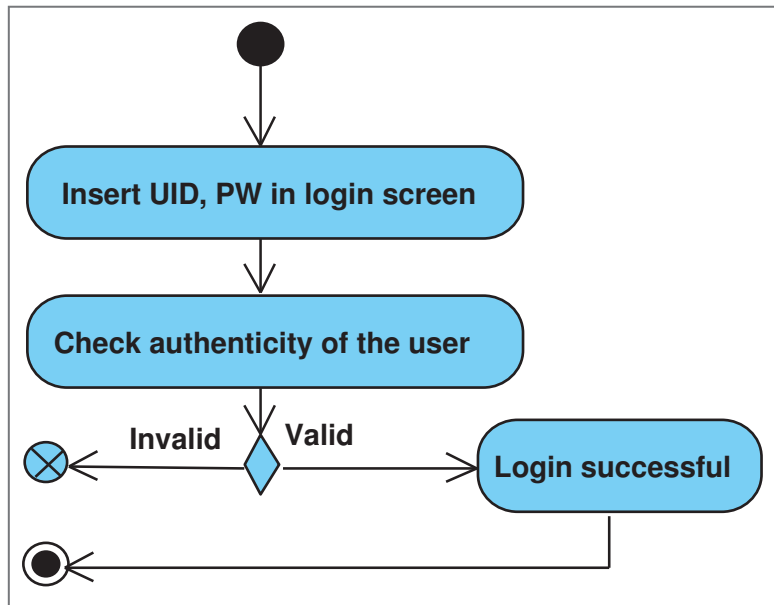 Insert UID, PW in login screen
Check authenticity of the user
Invalid
Valid
Login successful